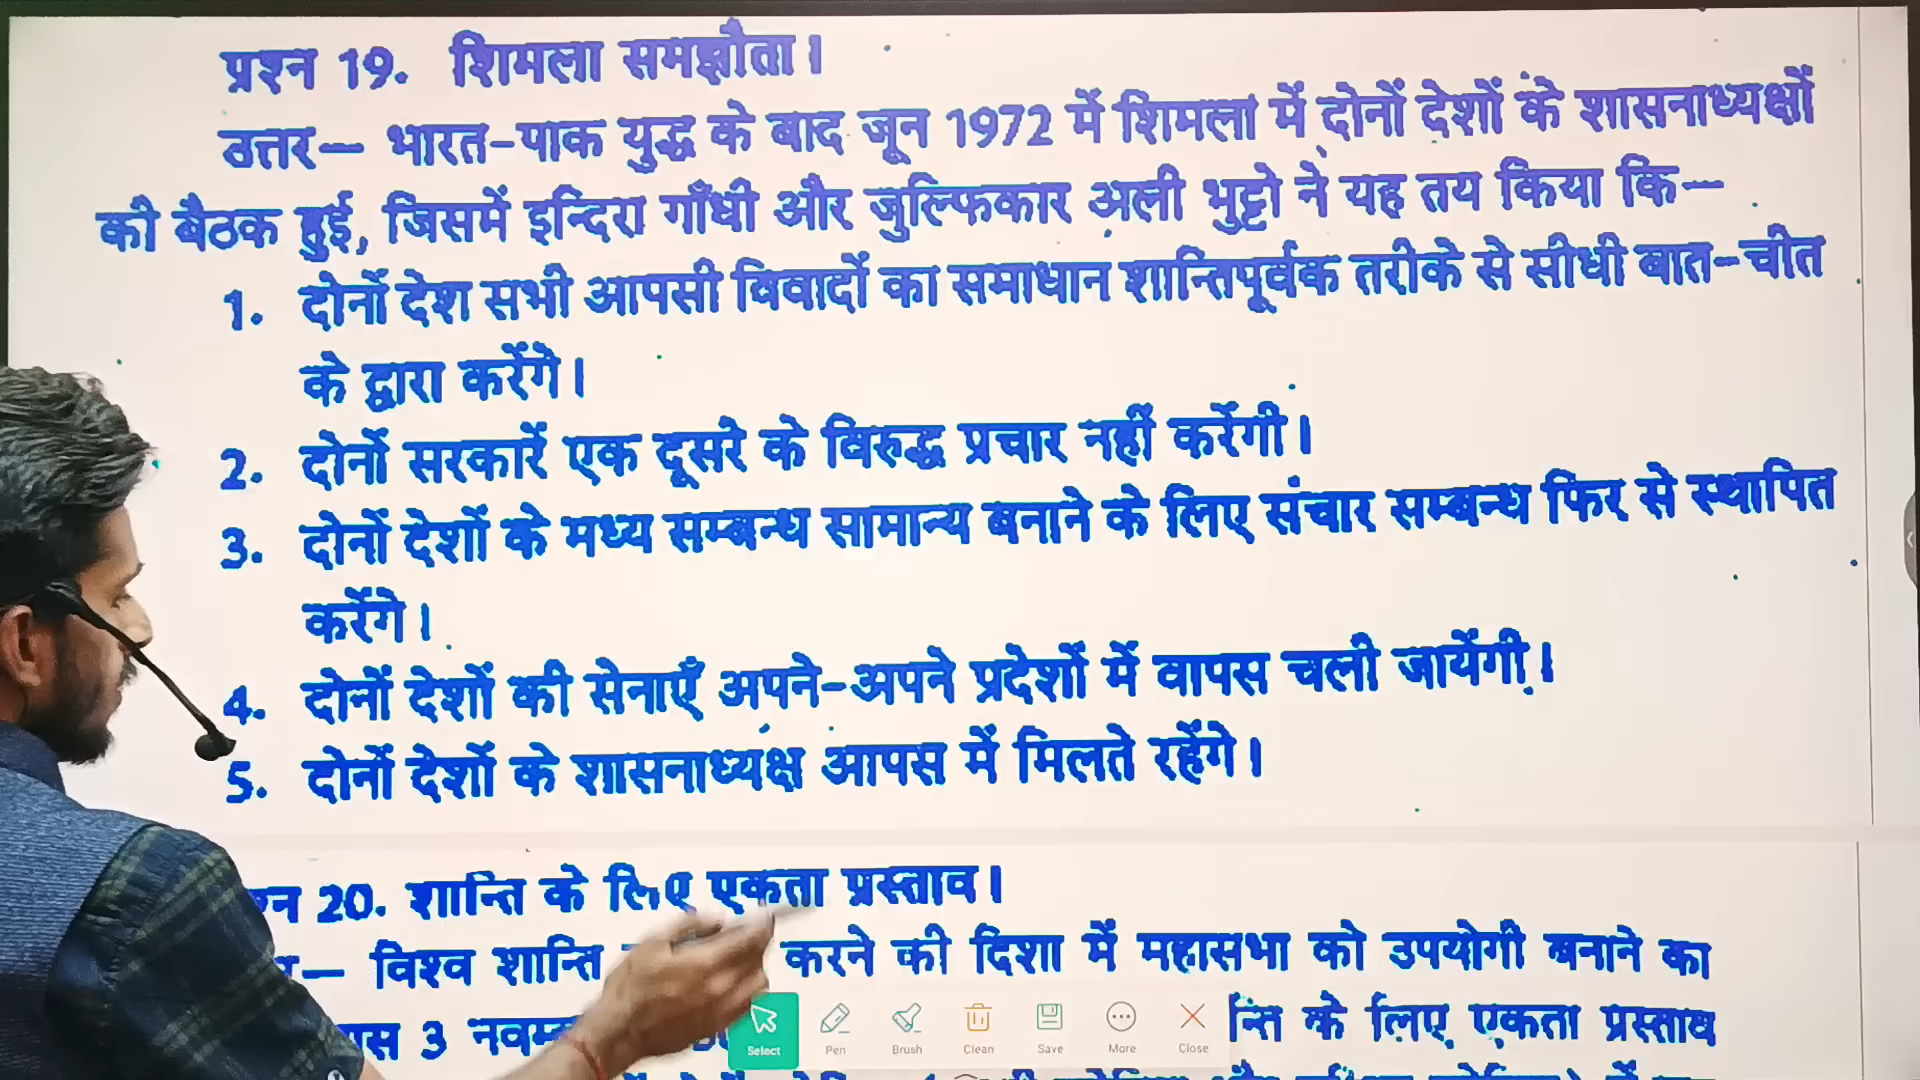 प्रश्न 19. शिमला समझौता।
उत्तर— भारत-पाक युद्ध के बाद जून 1972 में शिमला में दोनों देशों के शासनाध्यक्षों
की बैठक हुई, जिसमें इन्दिरा गाँधी और जुल्फिकार अली भुट्टो ने यह तय किया कि—
1. दोनों देश सभी आपसी विवादों का समाधान शान्तिपूर्वक तरीके से सीधी बात-चीत
के द्वारा करेंगे।
2. दोनों सरकारें एक दूसरे के विरुद्ध प्रचार नहीं करेंगी।
3. दोनों देशों के मध्य सम्बन्ध सामान्य बनाने के लिए संचार सम्बन्ध फिर से स्थापित
करेंगे।
4. दोनों देशों की सेनाएँ अपने-अपने प्रदेशों में वापस चली जायेंगी।
5. दोनों देशों के शासनाध्यक्ष आपस में मिलते रहेंगे।
20. शान्ति के लिए एकता प्रस्ताव।
— विश्व शान्ति करने की दिशा में महासभा को उपयोगी बनाने का
3 के लिए एकता प्रस्ताव
Select Pen Brush Clean Save More Close